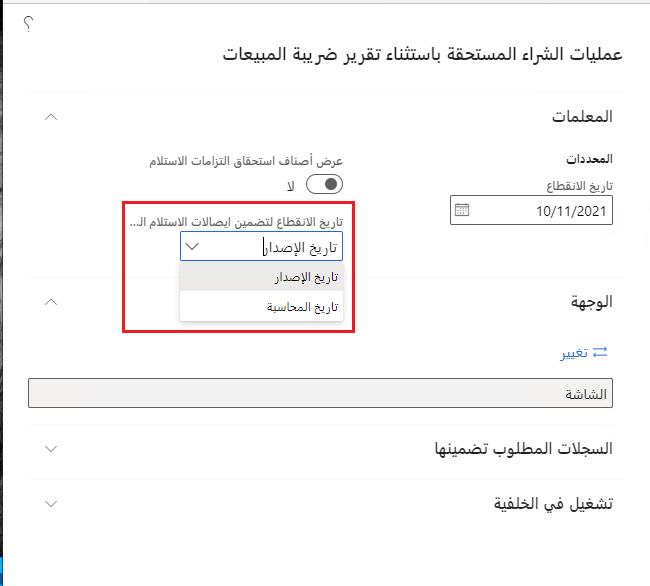 ؟
عمليات الشراء المستحقة باستثناء تقرير ضريبة المبيعات
المعلمات
المحددات
تاريخ الانقطاع
10/11/2021
عرض أصناف استحقاق التزامات الاستلام
لا
تاريخ الانقطاع لتضمين ايصالات الاستلام ال...
تاريخ الإصدار
تاريخ الإصدار
تاريخ المحاسبة
الوجهة
تغيير
الشاشة
السجلات المطلوب تضمينها
تشغيل في الخلفية